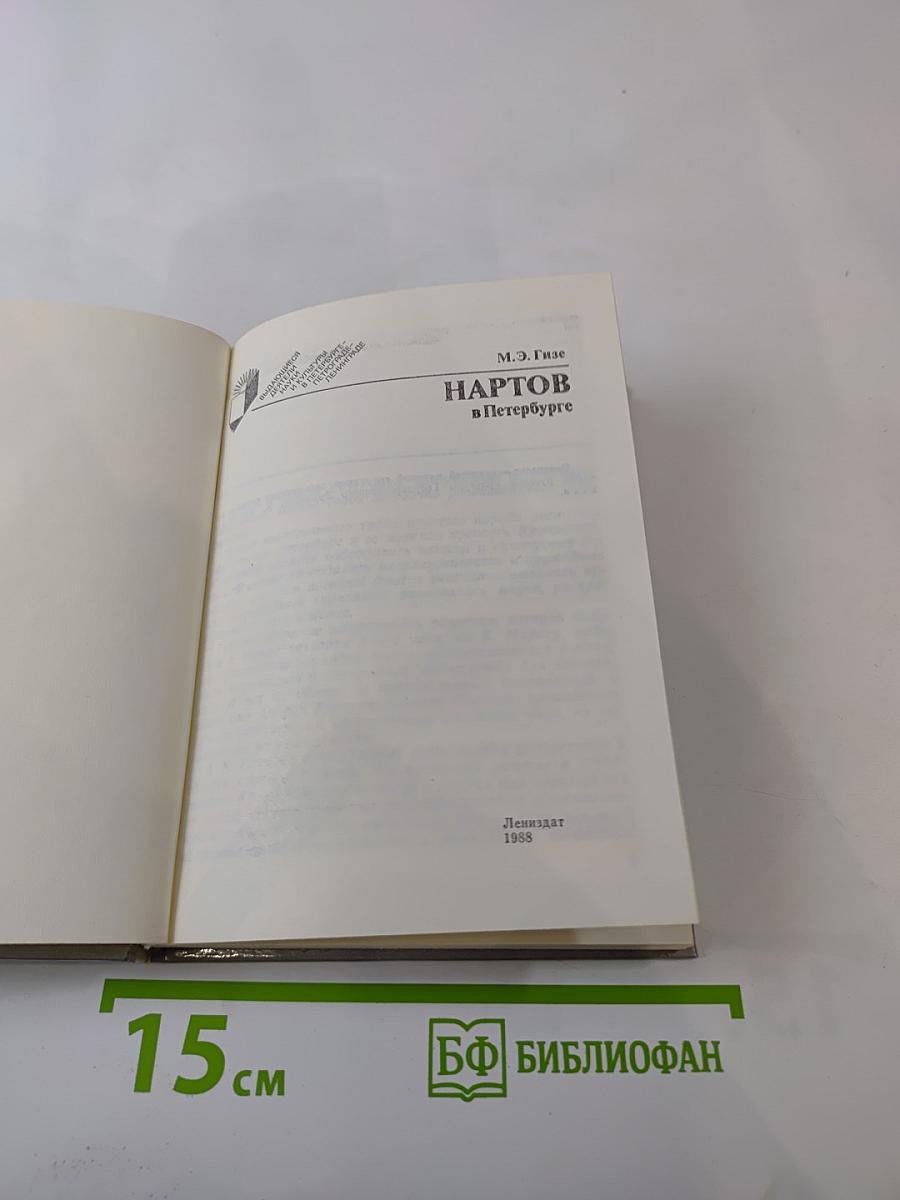 ВЫДАЮЩИЕСЯ
ДЕЯТЕЛИ
НАУКИ
И КУЛЬТУРЫ
В ПЕТЕРБУРГЕ–
ПЕТРОГРАДЕ–
ЛЕНИНГРАДЕ
М.Э. Гизе
НАРТОВ
в Петербурге
Лениздат
1988
15 см
БФ БИБЛИОФАН